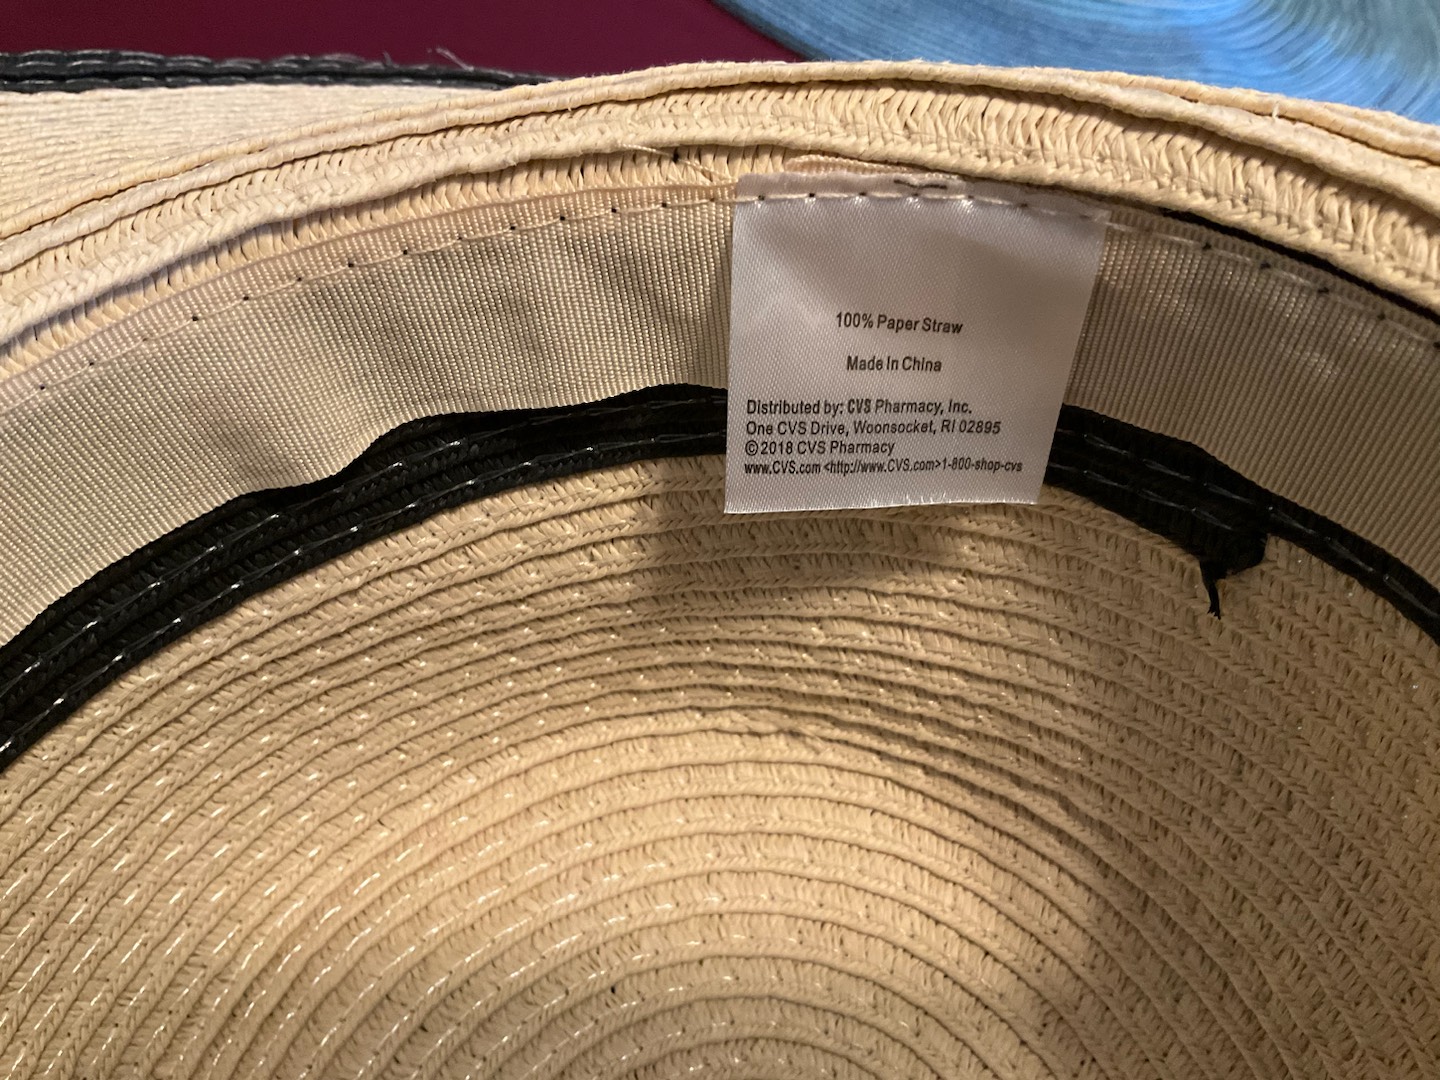 100% Paper Straw
Made In China
Distributed by: CVS Pharmacy, Inc.
One CVS Drive, Woonsocket, RI 02895
©2018 CVS Pharmacy
www.CVS.com <http://www.CVS.com>1-800-shop-cvs